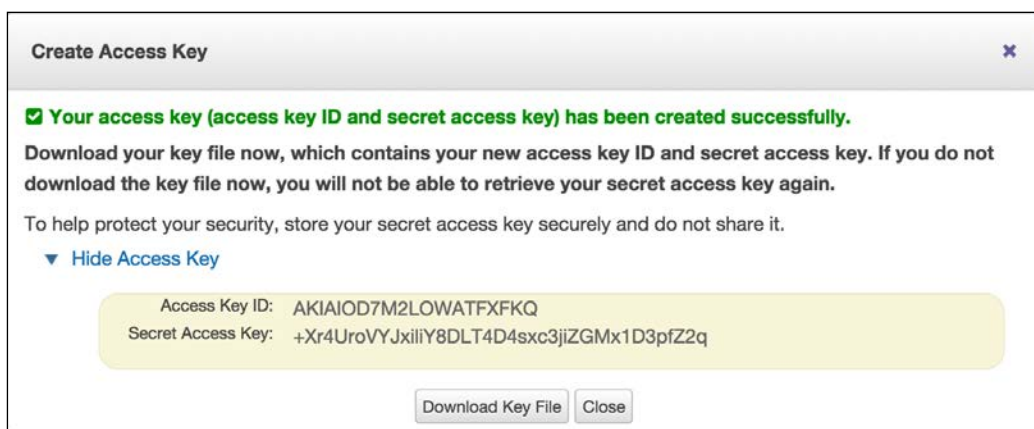 Create Access Key
Your access key (access key ID and secret access key) has been created successfully.
Download your key file now, which contains your new access key ID and secret access key. If you do not
download the key file now, you will not be able to retrieve your secret access key again.
To help protect your security, store your secret access key securely and do not share it.
Hide Access Key
Access Key ID: AKIAIOD7M2LOWATFXFKQ
Secret Access Key: +Xr4UroVYJxiliY8DLT4D4sxc3jiZGMx1D3pfZ2q
Download Key File Close